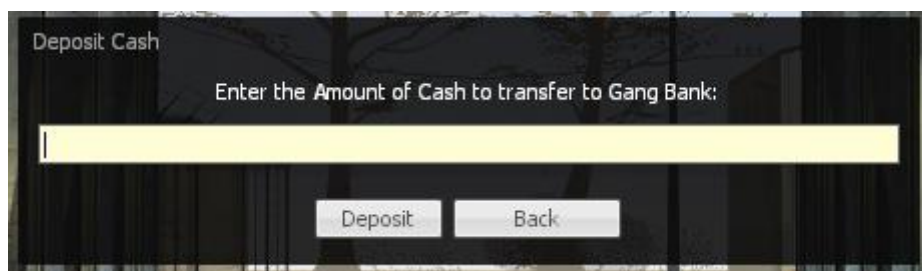 Deposit Cash
Enter the Amount of Cash to transfer to Gang Bank:
Deposit Back